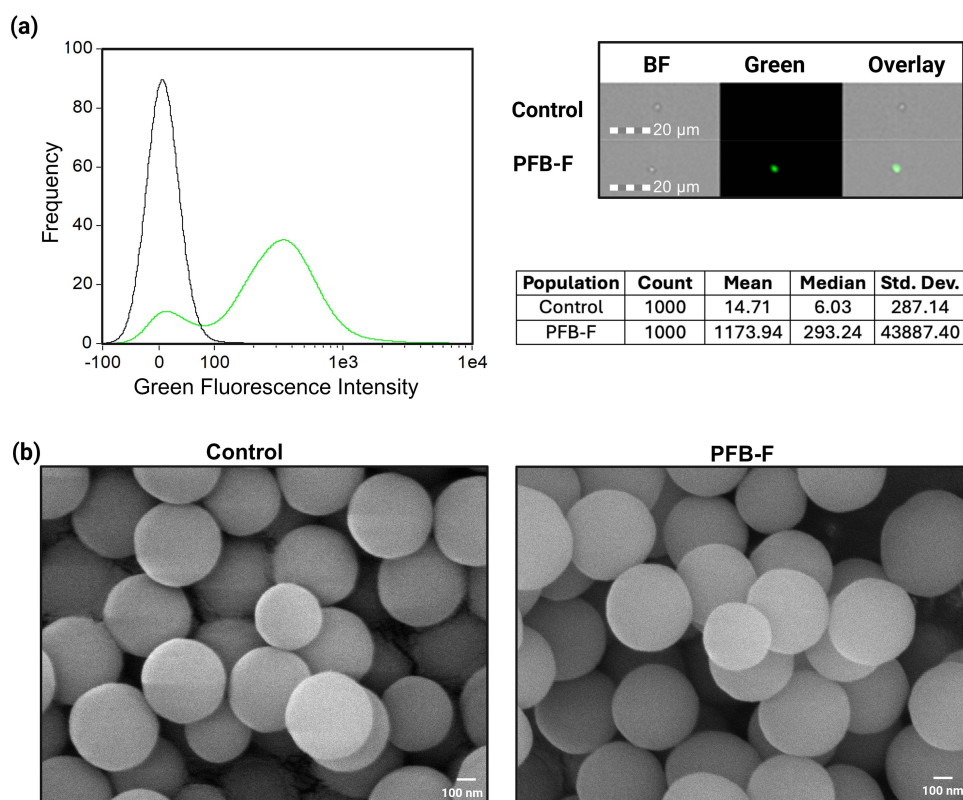 (a)
100
80
60
40
20
0
Frequency
-100 0 100 1e3 1e4
Green Fluorescence Intensity
BF Green Overlay
Control
20 µm
PFB-F
20 µm
Population Count Mean Median Std. Dev.
Control 1000 14.71 6.03 287.14
PFB-F 1000 1173.94 293.24 43887.40
(b)
Control PFB-F
100 nm 100 nm